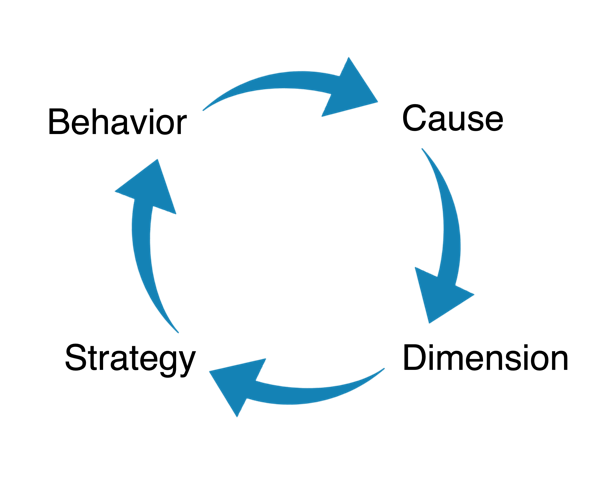 Behavior
Cause
Strategy
Dimension